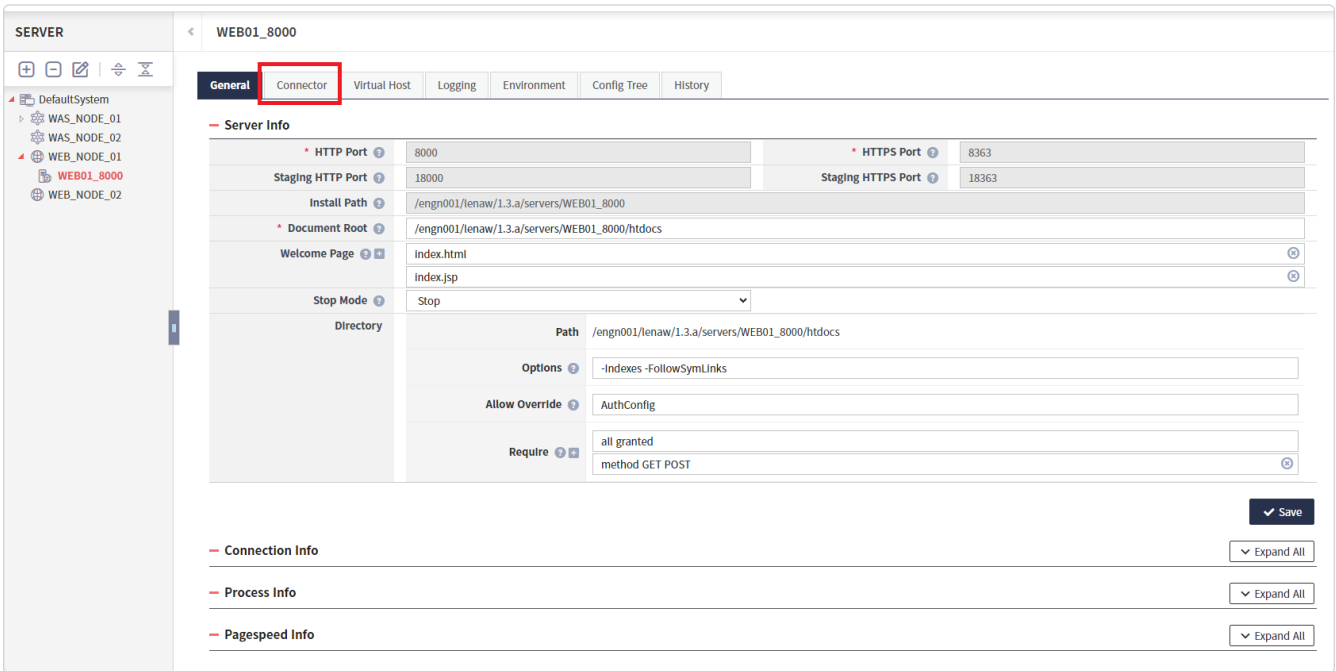 SERVER
WEB01_8000
DefaultSystem
WAS_NODE_01
WAS_NODE_02
WEB_NODE_01
WEB01_8000
WEB_NODE_02
General Connector Virtual Host Logging Environment Config Tree History
Server Info
* HTTP Port 8000 * HTTPS Port 8363
Staging HTTP Port 18000 Staging HTTPS Port 18363
Install Path /engn001/lenaw/1.3.a/servers/WEB01_8000
* Document Root /engn001/lenaw/1.3.a/servers/WEB01_8000/htdocs
Welcome Page index.html
index.jsp
Stop Mode Stop
Directory
Path /engn001/lenaw/1.3.a/servers/WEB01_8000/htdocs
Options -Indexes -FollowSymLinks
Allow Override AuthConfig
Require all granted
method GET POST
Save
Connection Info Expand All
Process Info Expand All
Pagespeed Info Expand All